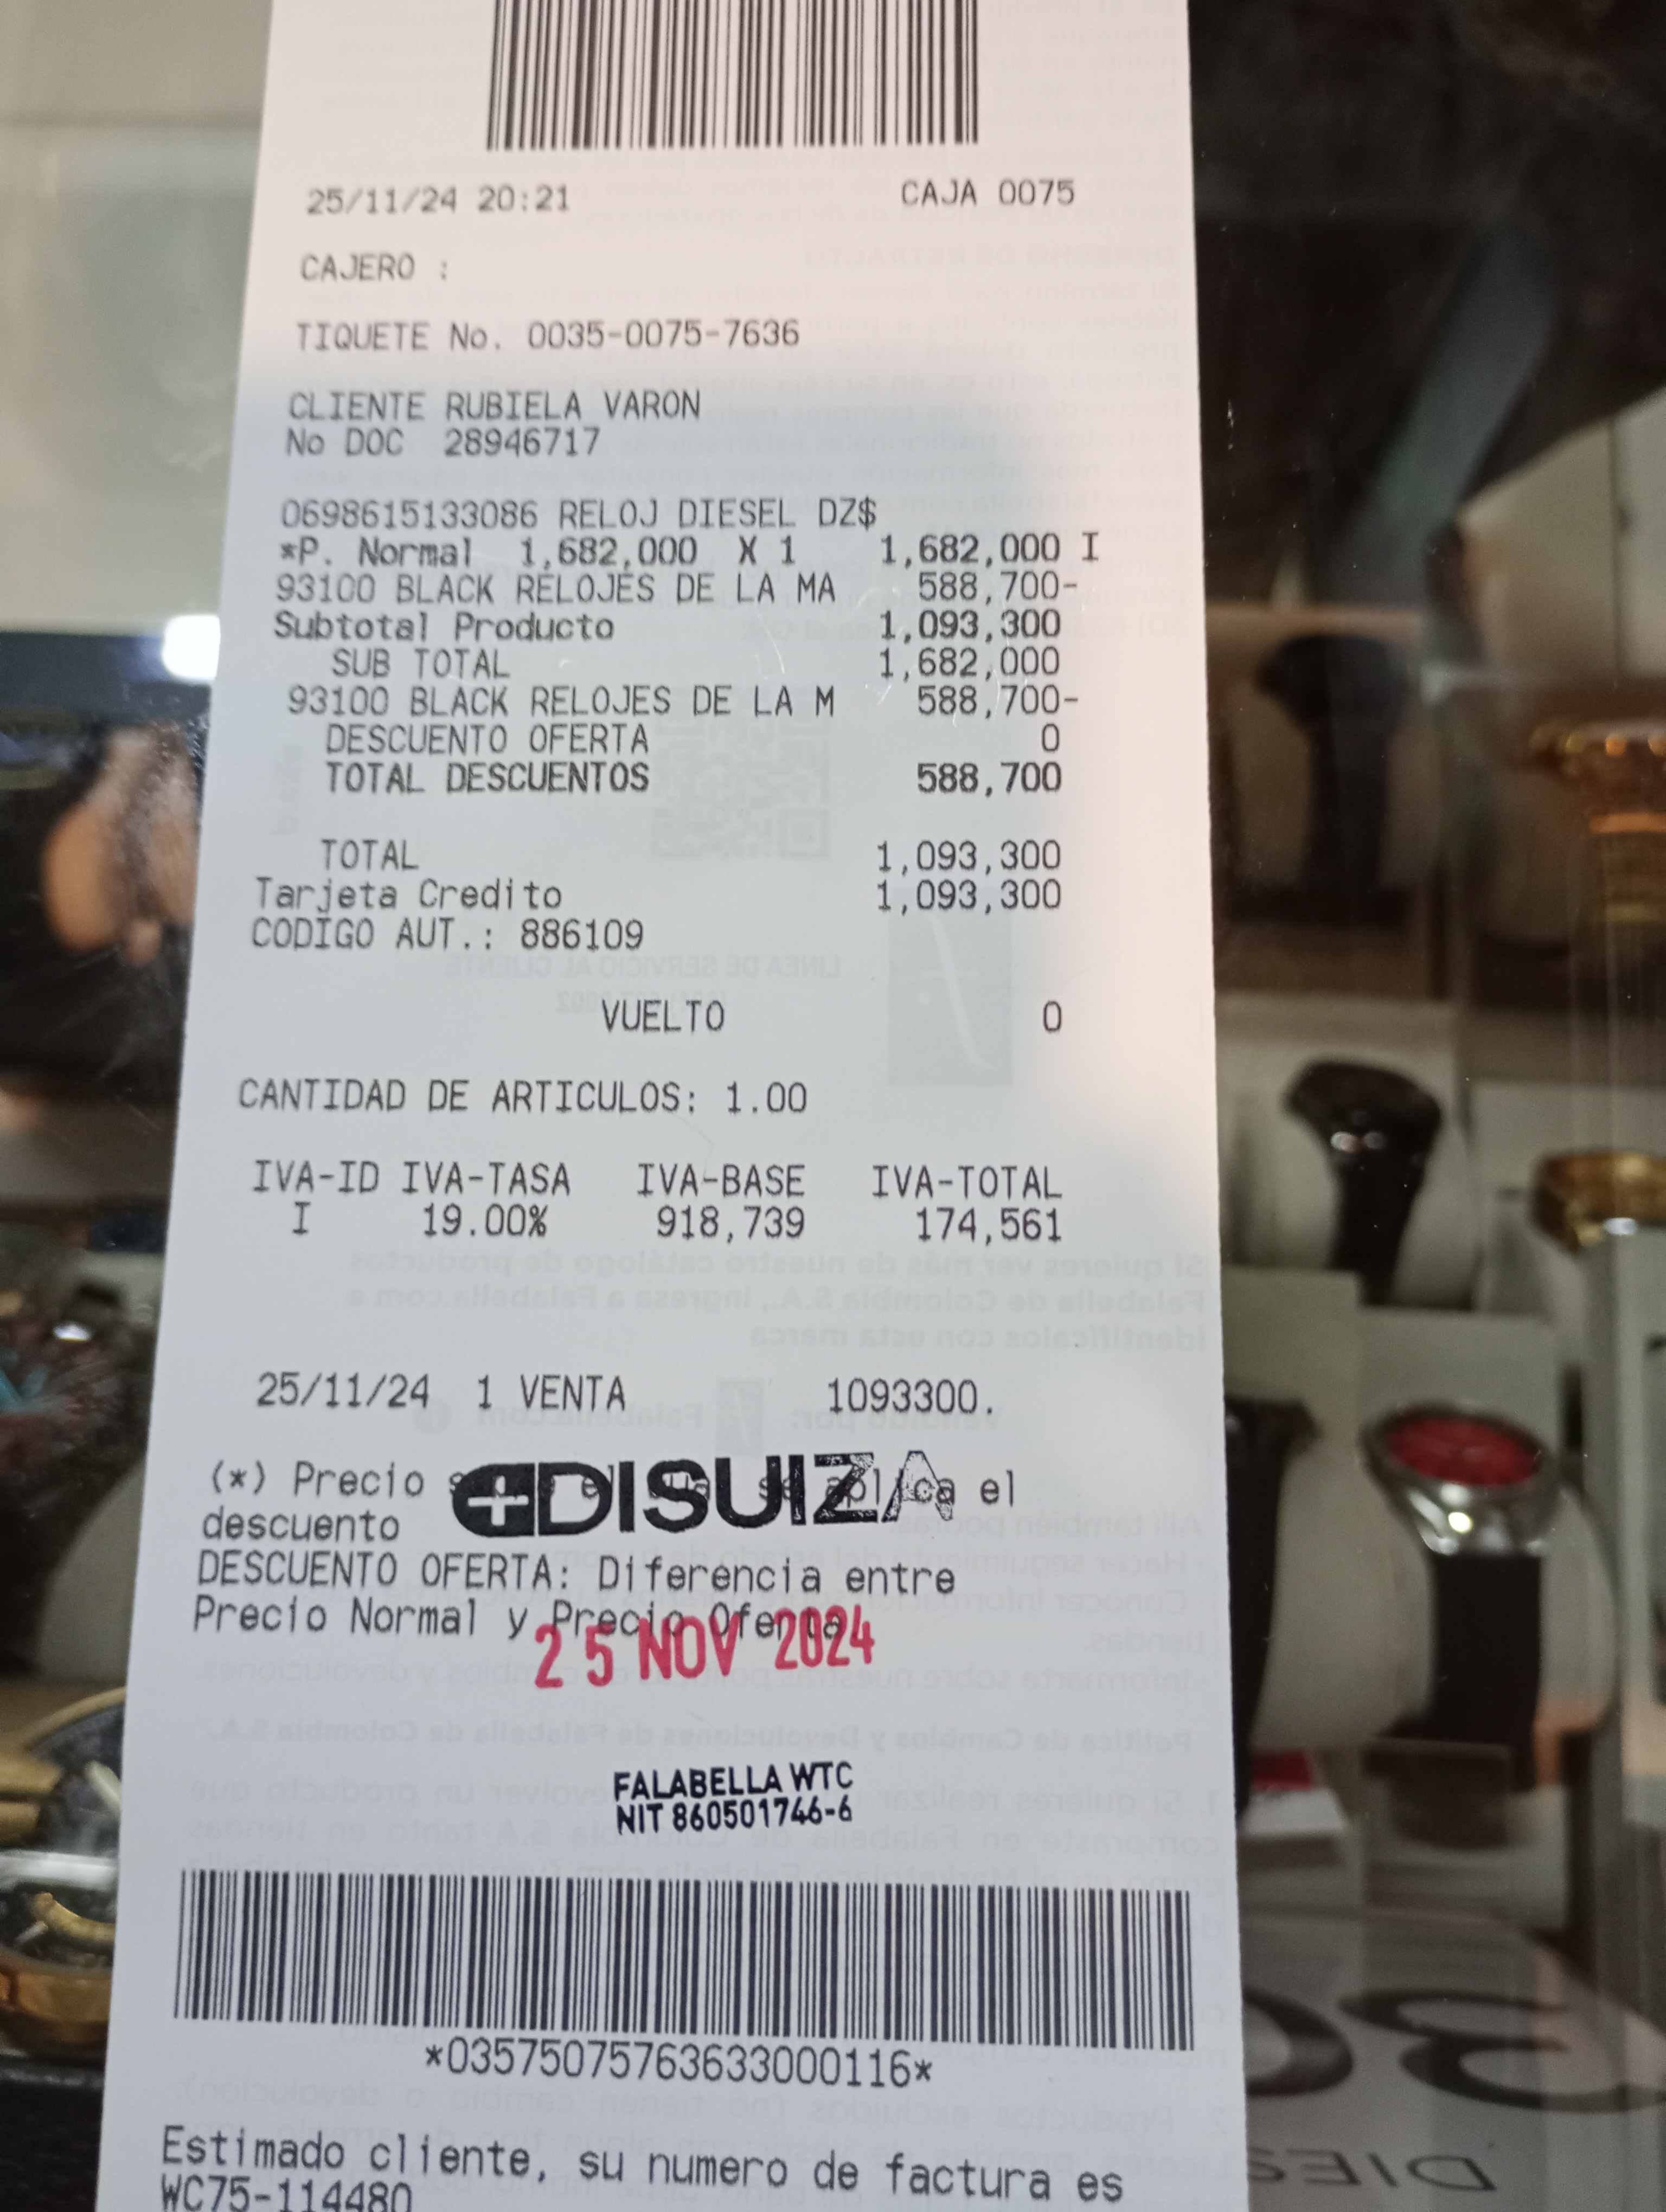 25/11/24 20:21 CAJA 0075
CAJERO :
TIQUETE No. 0035-0075-7636
CLIENTE RUBIELA VARON
No DOC 28946717
0698615133086 RELOJ DIESEL DZ$
*P. Normal 1,682,000 X 1 1,682,000 I
93100 BLACK RELOJES DE LA MA 588,700-
Subtotal Producto 1,093,300
SUB TOTAL 1,682,000
93100 BLACK RELOJES DE LA M 588,700-
DESCUENTO OFERTA 0
TOTAL DESCUENTOS 588,700
TOTAL 1,093,300
Tarjeta Credito 1,093,300
CODIGO AUT.: 886109
VUELTO 0
CANTIDAD DE ARTICULOS: 1.00
IVA-ID IVA-TASA IVA-BASE IVA-TOTAL
I 19.00% 918,739 174,561
25/11/24 1 VENTA 1093300.
(*) Precio el
DISUIZA
descuento
DESCUENTO OFERTA: Diferencia entre
Precio Normal y Precio Oferta
25 NOV 2024
FALABELLA WTC
NIT 860501746-6
*03575075763633000116*
Estimado cliente, su numero de factura es
WC75-114480